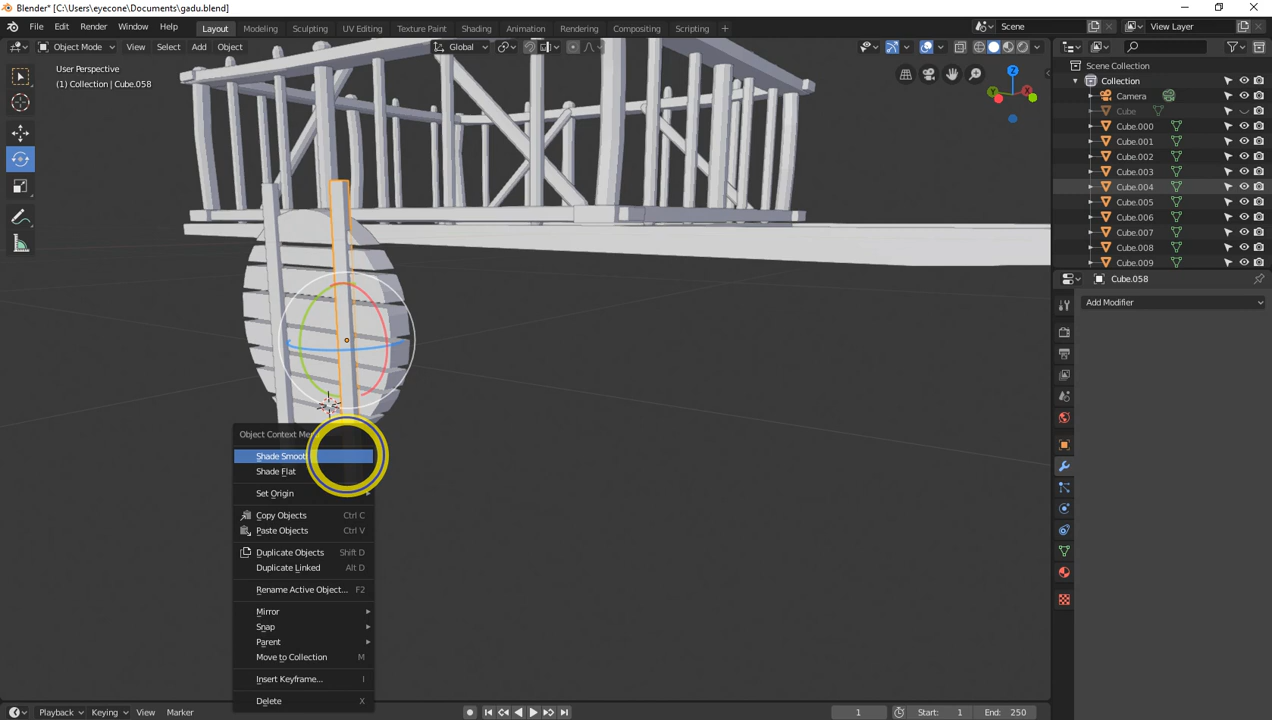 Blender* [C:\Users\eyecone\Documents\gadu.blend]
File Edit Render Window Help
Layout Modeling Sculpting UV Editing Texture Paint Shading Animation Rendering Compositing Scripting
Scene View Layer
Object Mode View Select Add Object Global
User Perspective
(1) Collection | Cube.058
Scene Collection
Collection
Camera
Cube
Cube.000
Cube.001
Cube.002
Cube.003
Cube.004
Cube.005
Cube.006
Cube.007
Cube.008
Cube.009
Cube.058
Add Modifier
Z Y X
Object Context Menu
Shade Smooth
Shade Flat
Set Origin
Copy Objects Ctrl C
Paste Objects Ctrl V
Duplicate Objects Shift D
Duplicate Linked Alt D
Rename Active Object... F2
Mirror
Snap
Parent
Move to Collection M
Insert Keyframe... I
Delete X
Playback Keying View Marker 1 Start: 1 End: 250